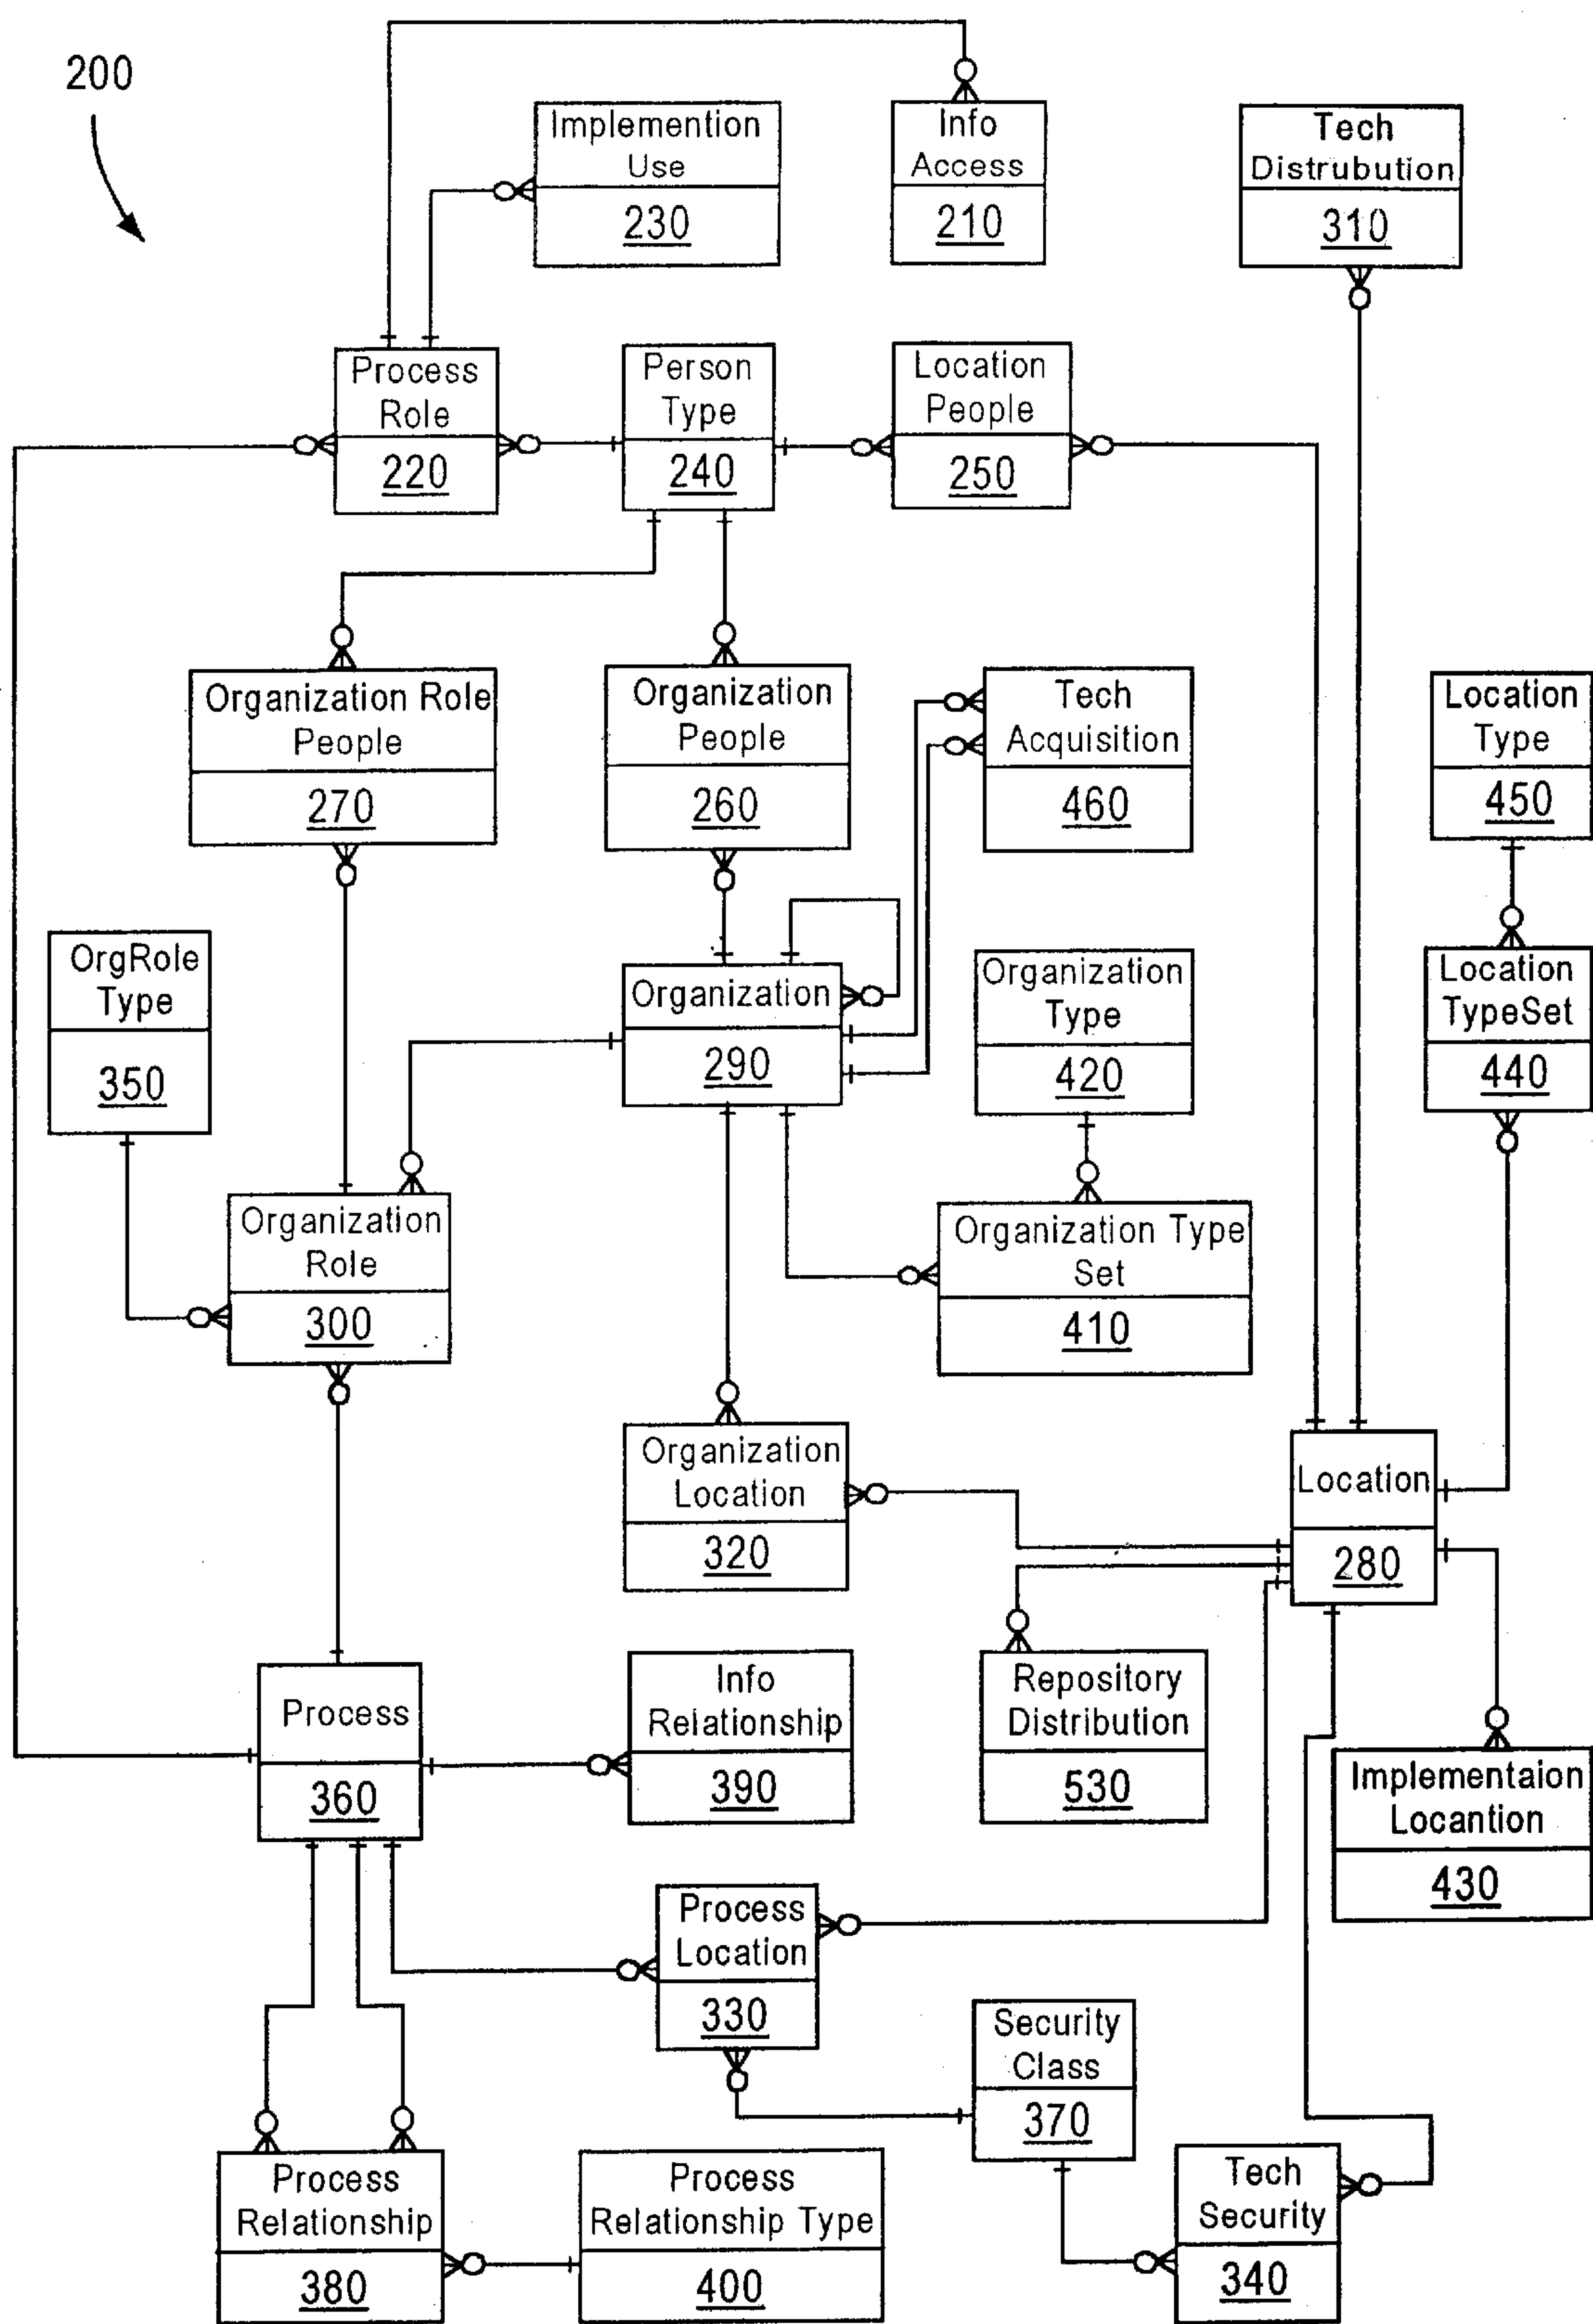 200
Implemention
Use
230
Info
Access
210
Tech
Distrubution
310
Process
Role
220
Person
Type
240
Location
People
250
Organization Role
People
270
Organization
People
260
Tech
Acquisition
460
Location
Type
450
OrgRole
Type
350
Organization
290
Organization
Type
420
Location
TypeSet
440
Organization
Role
300
Organization Type
Set
410
Organization
Location
320
Location
280
Process
360
Info
Relationship
390
Repository
Distribution
530
Implementaion
Locantion
430
Process
Location
330
Security
Class
370
Process
Relationship
380
Process
Relationship Type
400
Tech
Security
340